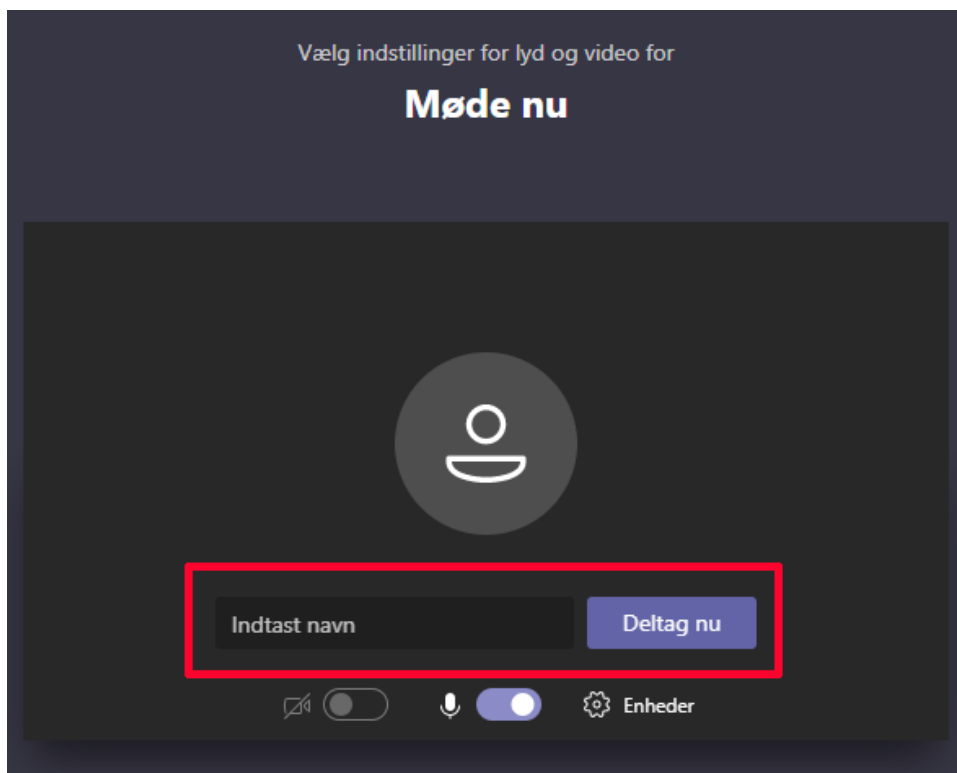 Vælg indstillinger for lyd og video for
Møde nu
Indtast navn
Deltag nu
Enheder